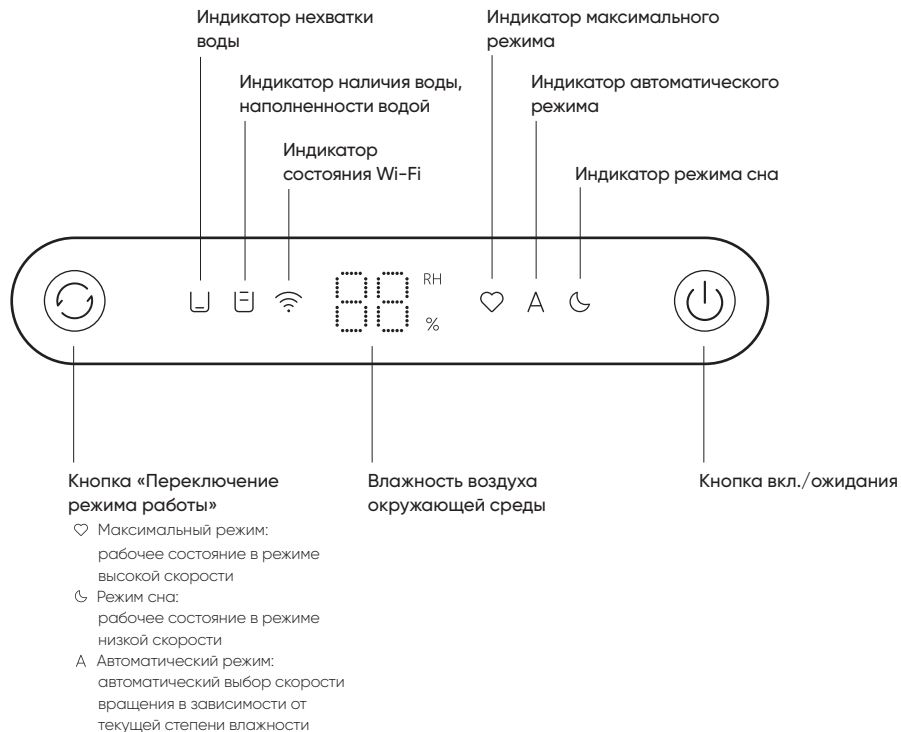 Индикатор нехватки
воды
Индикатор максимального
режима
Индикатор наличия воды,
наполненности водой
Индикатор автоматического
режима
Индикатор
состояния Wi-Fi
Индикатор режима сна
88 RH
%
A
Кнопка «Переключение
режима работы»
Максимальный режим:
рабочее состояние в режиме
высокой скорости
Режим сна:
рабочее состояние в режиме
низкой скорости
A Автоматический режим:
автоматический выбор скорости
вращения в зависимости от
текущей степени влажности
Влажность воздуха
окружающей среды
Кнопка вкл./ожидания